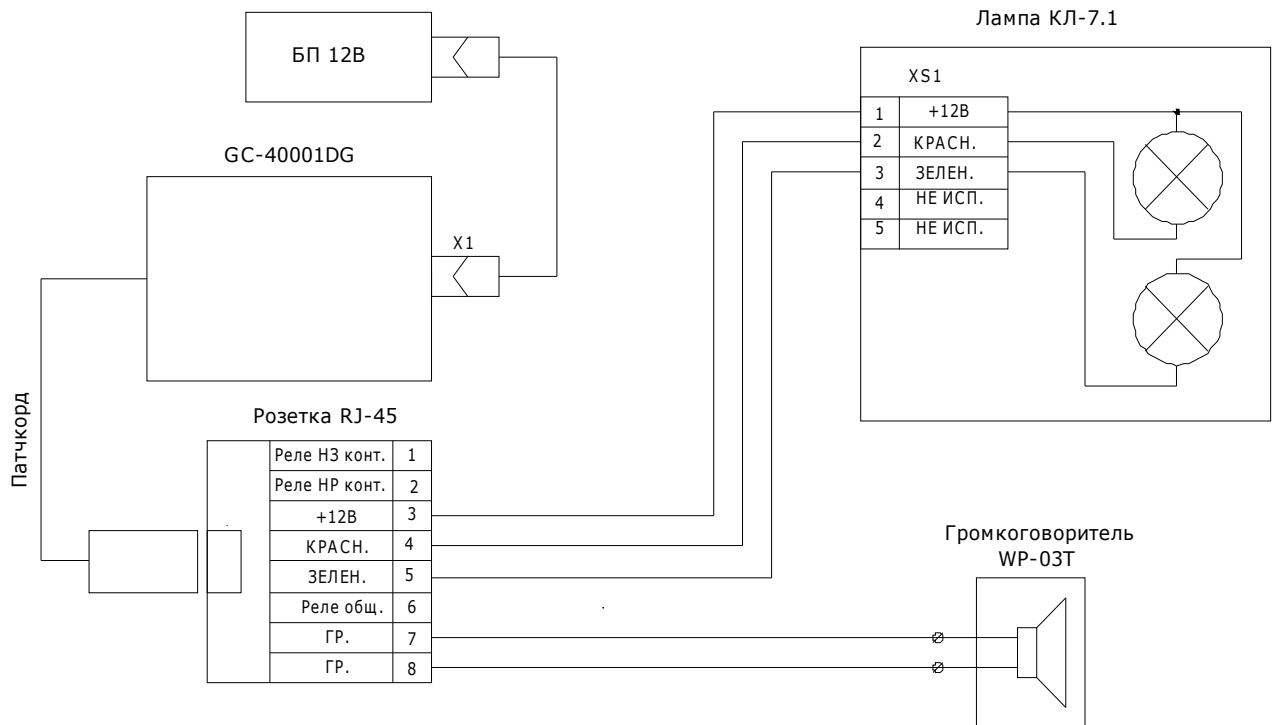 Лампа КЛ-7.1
БП 12В
XS1
1 +12В
2 КРАСН.
3 ЗЕЛЕН.
4 НЕ ИСП.
5 НЕ ИСП.
GC-40001DG
X1
Патчкорд
Розетка RJ-45
Реле НЗ конт. 1
Реле НР конт. 2
+12В 3
КРАСН. 4
ЗЕЛЕН. 5
Реле общ. 6
ГР. 7
ГР. 8
Громкоговоритель
WP-03T